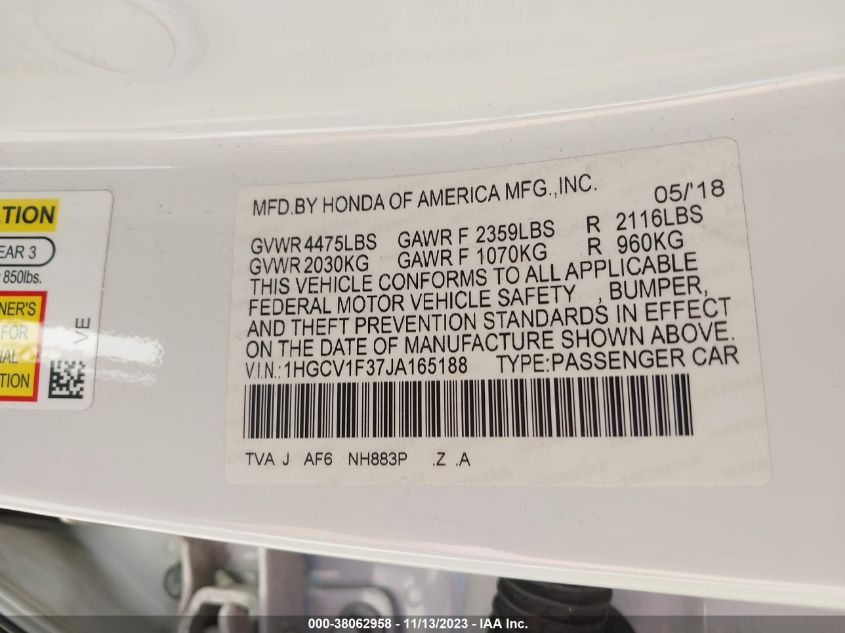 TION
EAR 3
850lbs.
NER'S
FOR
NAL
VE
MFD.BY HONDA OF AMERICA MFG.,INC. 05/'18
GVWR 4475LBS GAWR F 2359LBS R 2116LBS
GVWR 2030KG GAWR F 1070KG R 960KG
THIS VEHICLE CONFORMS TO ALL APPLICABLE
FEDERAL MOTOR VEHICLE SAFETY , BUMPER,
AND THEFT PREVENTION STANDARDS IN EFFECT
ON THE DATE OF MANUFACTURE SHOWN ABOVE.
V.I.N.:1HGCV1F37JA165188 TYPE:PASSENGER CAR
TVA J AF6 NH883P .Z .A
000-38062958 - 11/13/2023 - IAA Inc.